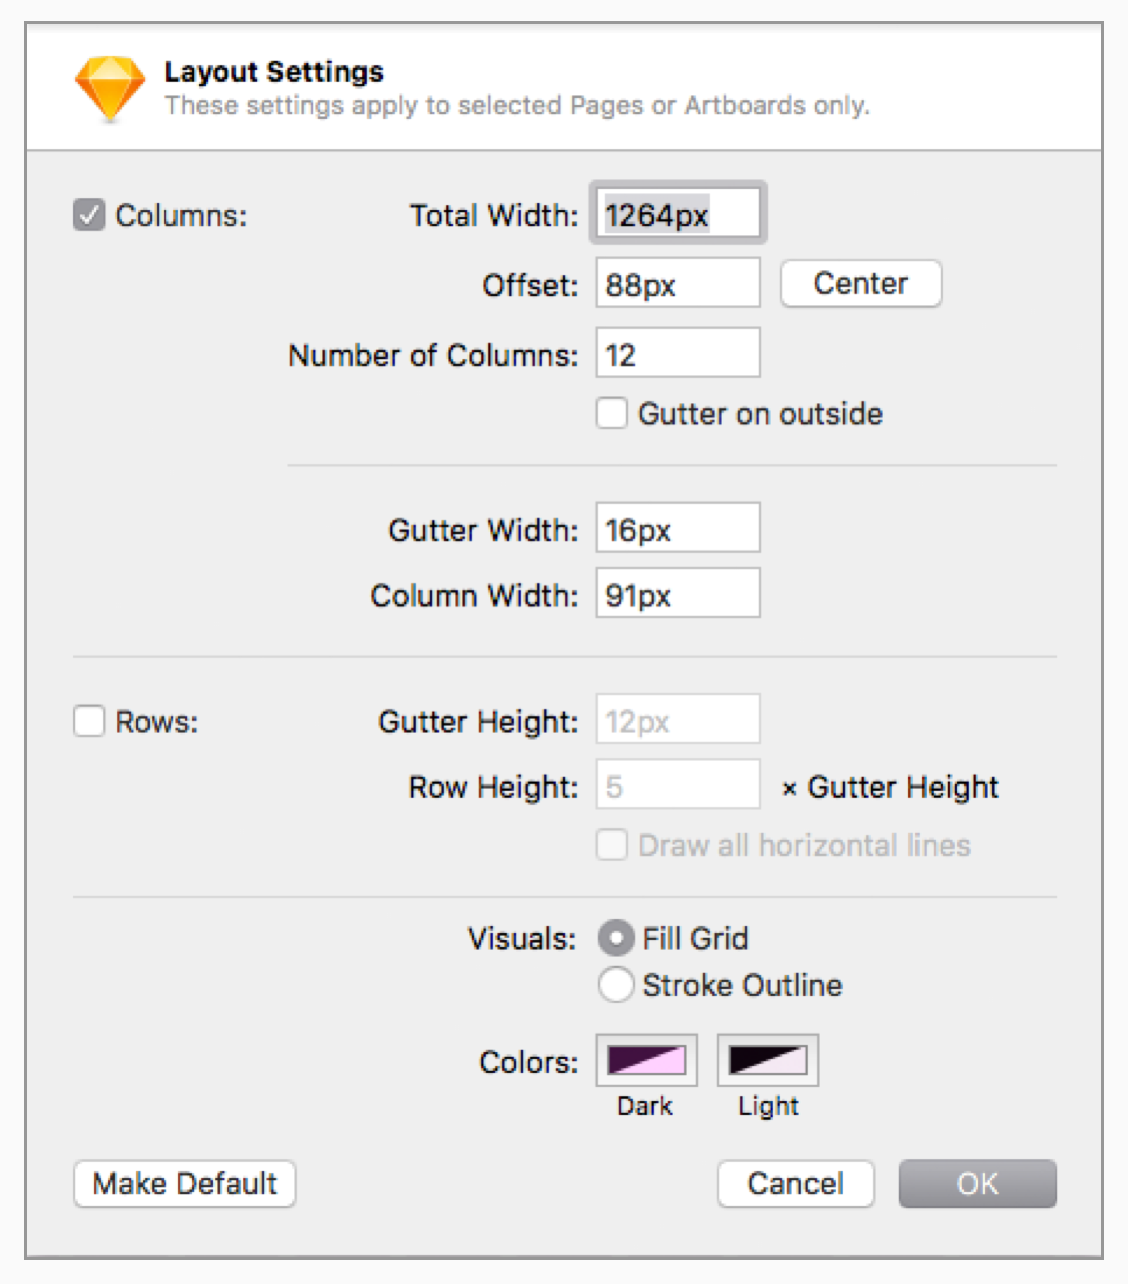 Layout Settings
These settings apply to selected Pages or Artboards only.
Columns: Total Width: 1264px
Offset: 88px Center
Number of Columns: 12
Gutter on outside
Gutter Width: 16px
Column Width: 91px
Rows: Gutter Height: 12px
Row Height: 5 × Gutter Height
Draw all horizontal lines
Visuals: Fill Grid
Stroke Outline
Colors:
Dark Light
Make Default Cancel OK